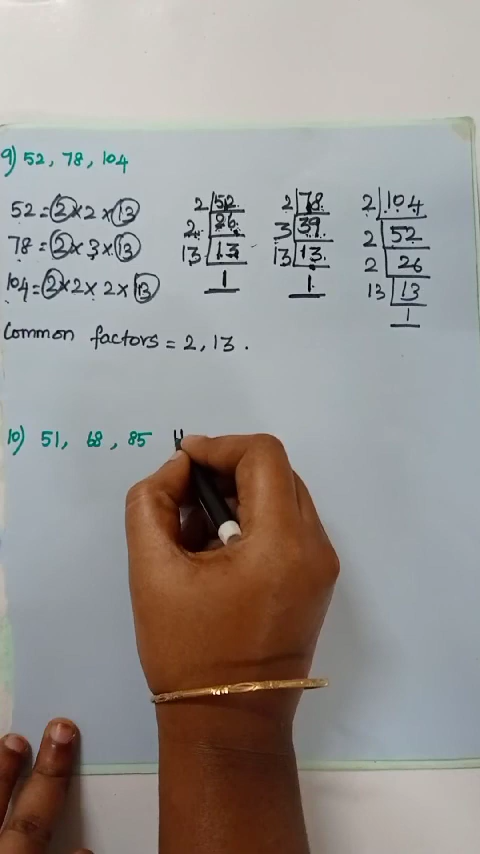 9) 52, 78, 104
52 = 2 × 2 × 13
78 = 2 × 3 × 13
104 = 2 × 2 × 2 × 13
2 | 52
2 | 26
13 | 13
1
2 | 78
3 | 39
13 | 13
1
2 | 104
2 | 52
2 | 26
13 | 13
1
Common factors = 2, 13.
10) 51, 68, 85